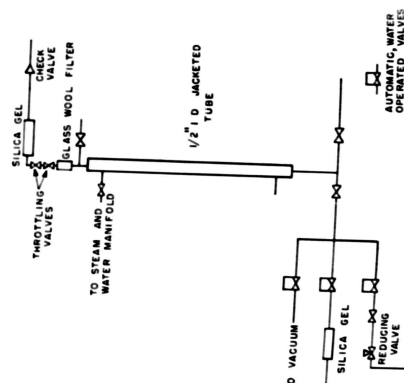 SILICA GEL
CHECK
VALVE
THROTTLING
VALVES
GLASS WOOL FILTER
TO STEAM AND
WATER MANIFOLD
1/2" I D JACKETED
TUBE
VACUUM
SILICA GEL
REDUCING
VALVE
AUTOMATIC, WATER
OPERATED VALVES